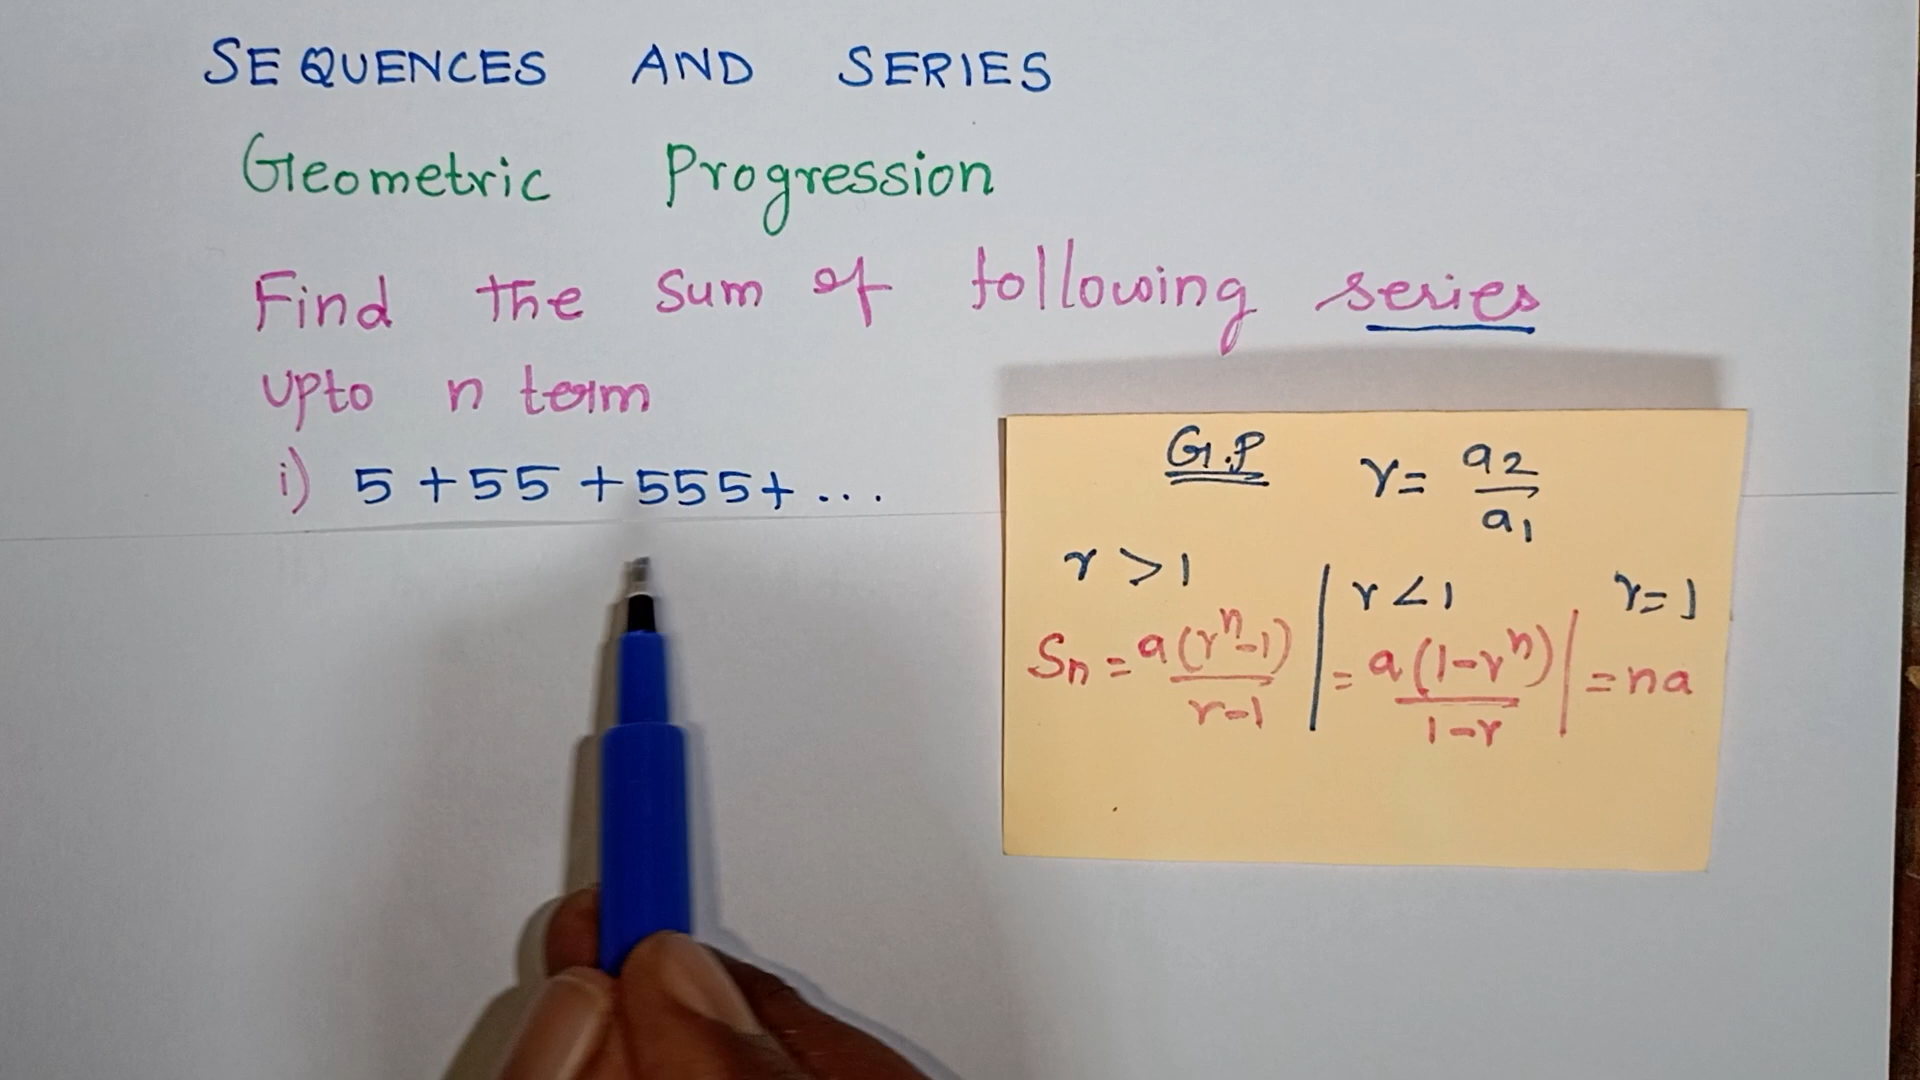 SEQUENCES AND SERIES
Geometric Progression
Find the sum of following series
upto n term
i) 5 + 55 + 555 + ...
G.P r = a2/a1
r > 1 | r < 1 r = 1
Sn = a(r^n - 1)/r-1 | = a(1-r^n)/1-r | = na